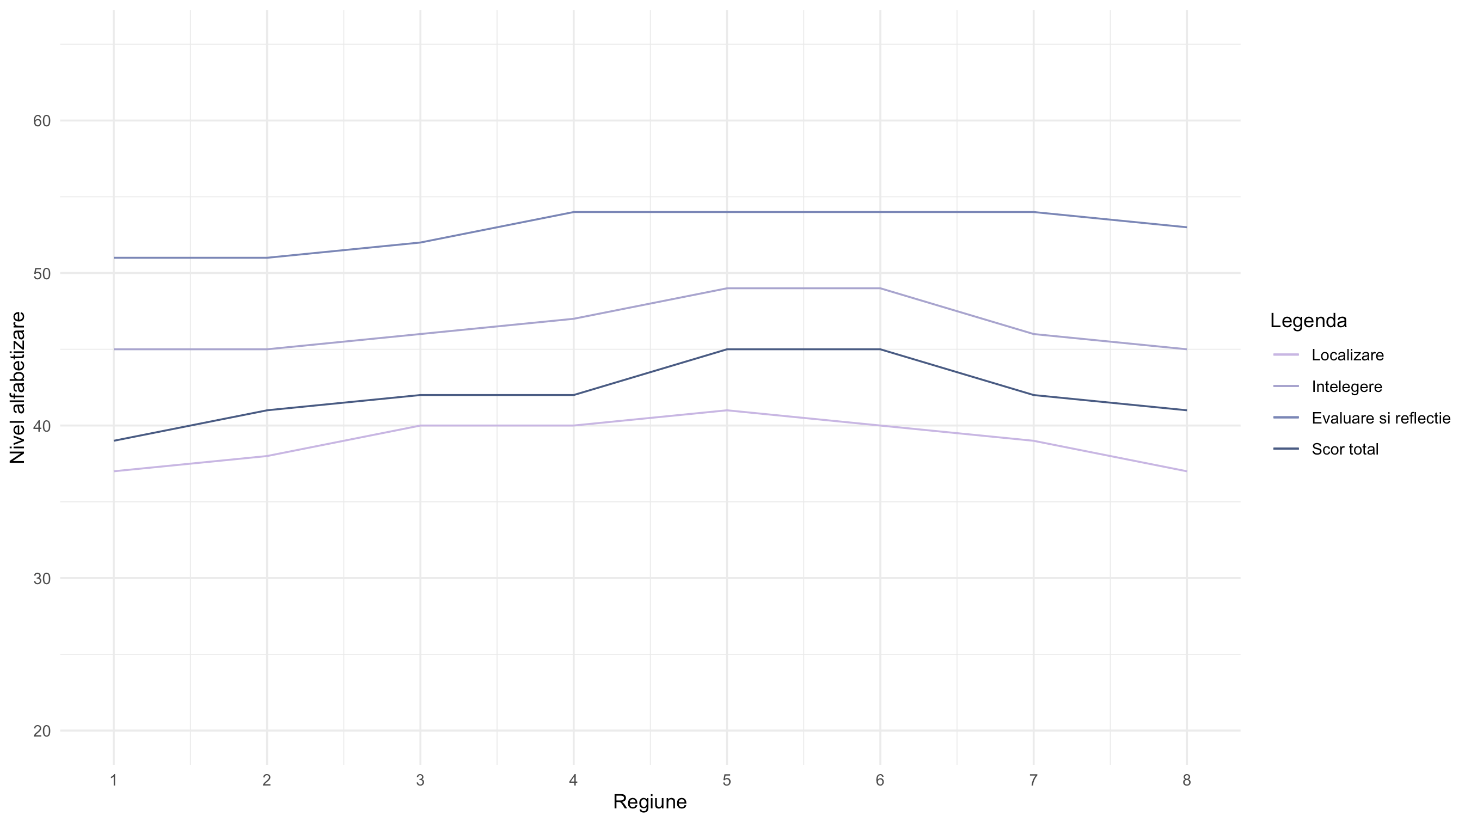 60
50
40
30
20
Nivel alfabetizare
1 2 3 4 5 6 7 8
Regiune
Legenda
Localizare
Intelegere
Evaluare si reflectie
Scor total